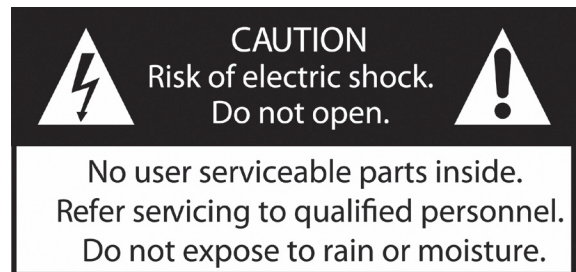 CAUTION
Risk of electric shock.
Do not open.
No user serviceable parts inside.
Refer servicing to qualified personnel.
Do not expose to rain or moisture.